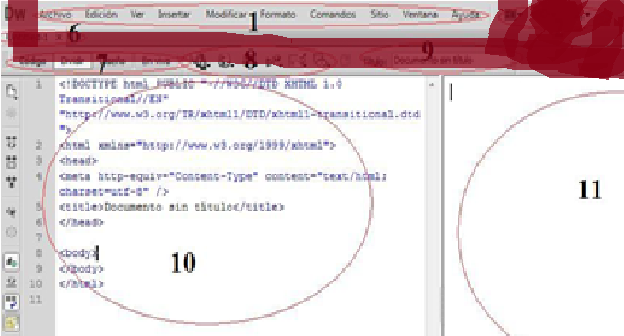 DW Archivo Edición Ver Insertar Modificar Formato Comandos Sitio Ventana Ayuda
1
6
9
7
8
Documento sin título
1 <!DOCTYPE html PUBLIC "-//W3C//DTD XHTML 1.0
Transitional//EN"
"http://www.w3.org/TR/xhtml1/DTD/xhtml1-transitional.dtd
">
2 <html xmlns="http://www.w3.org/1999/xhtml">
3 <head>
4 <meta http-equiv="Content-Type" content="text/html;
charset=utf-8" />
5 <title>Documento sin título</title>
6 </head>
7
8 <body>
9 </body>
10 </html>
11
10
11